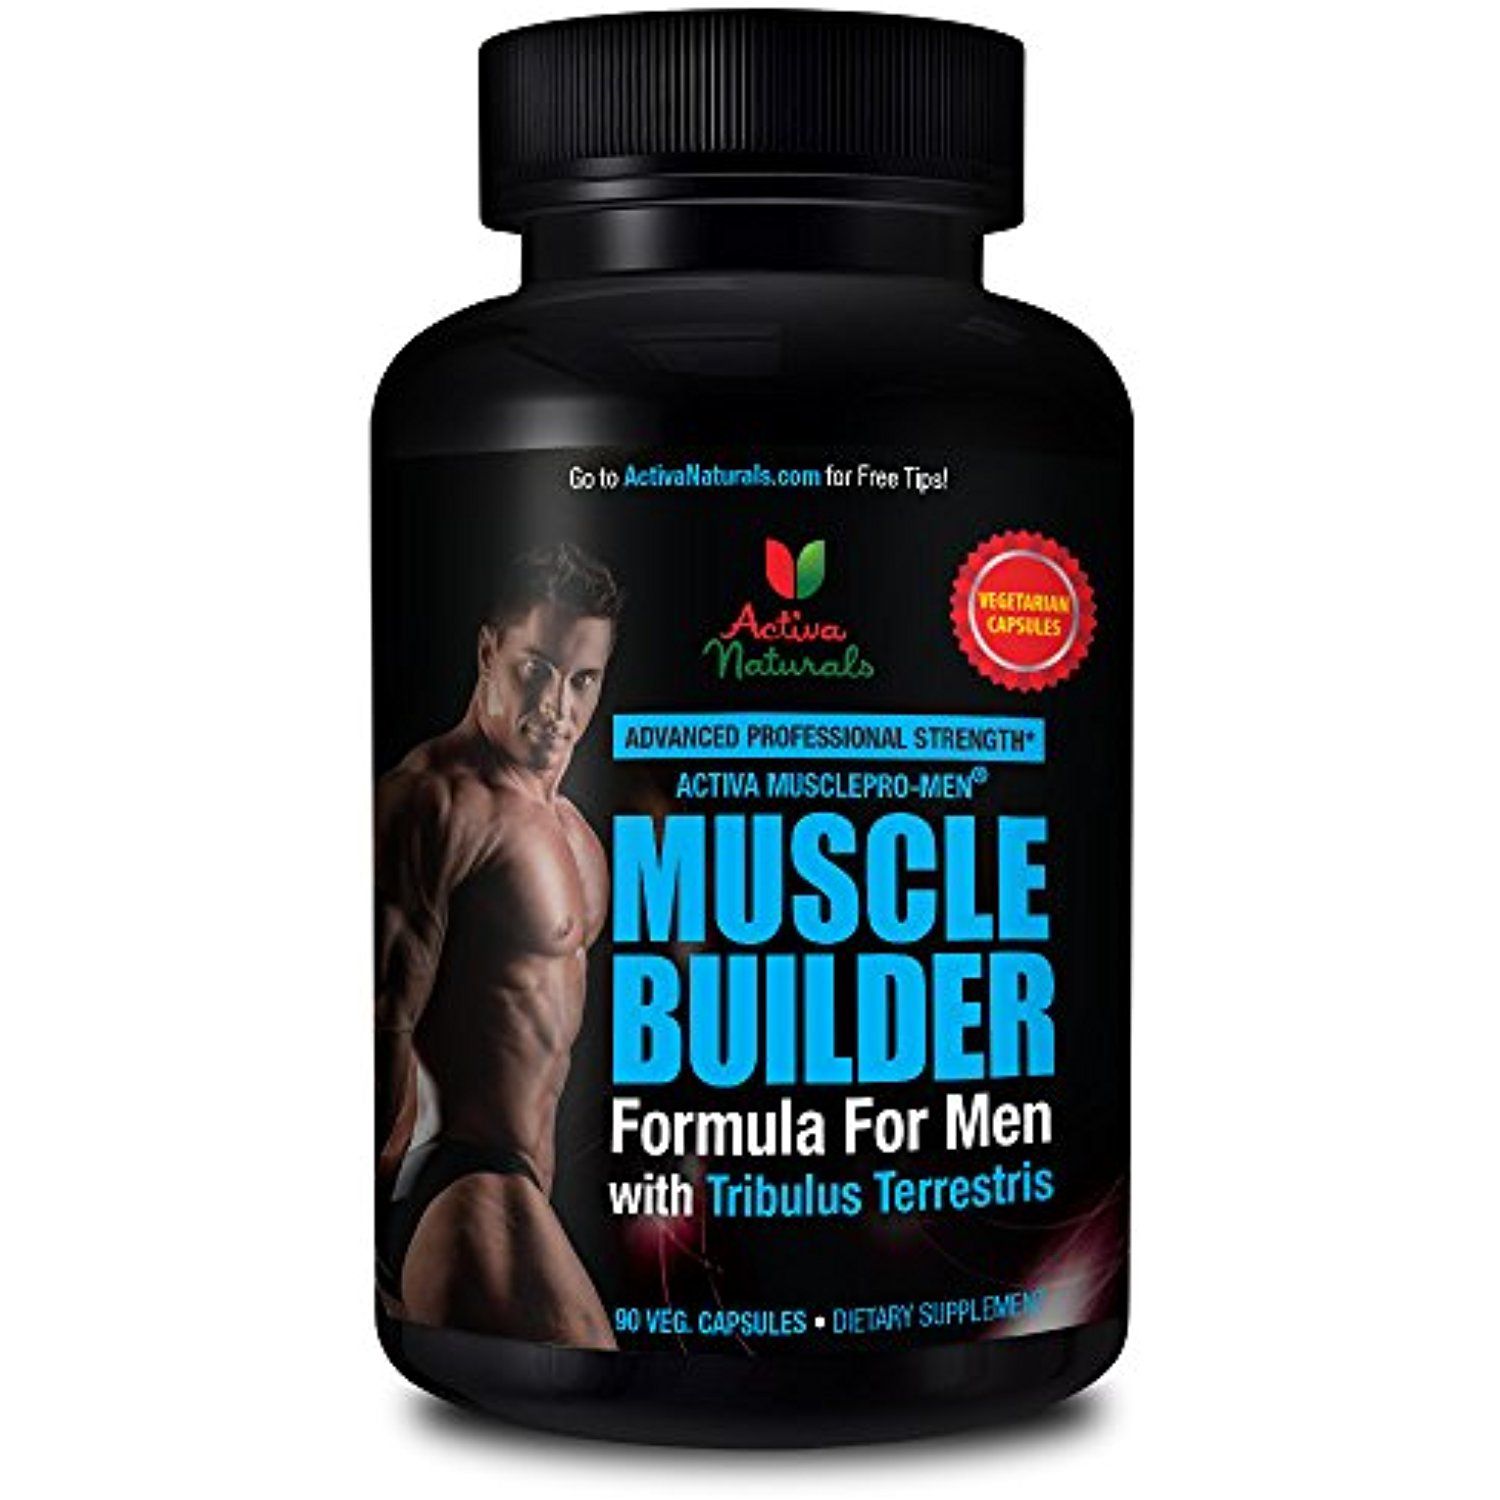 Go to ActivaNaturals.com for Free Tips!
Activa
Naturals
VEGETARIAN
CAPSULES
ADVANCED PROFESSIONAL STRENGTH*
ACTIVA MUSCLEPRO-MEN®
MUSCLE
BUILDER
Formula For Men
with Tribulus Terrestris
90 VEG. CAPSULES • DIETARY SUPPLEMENT